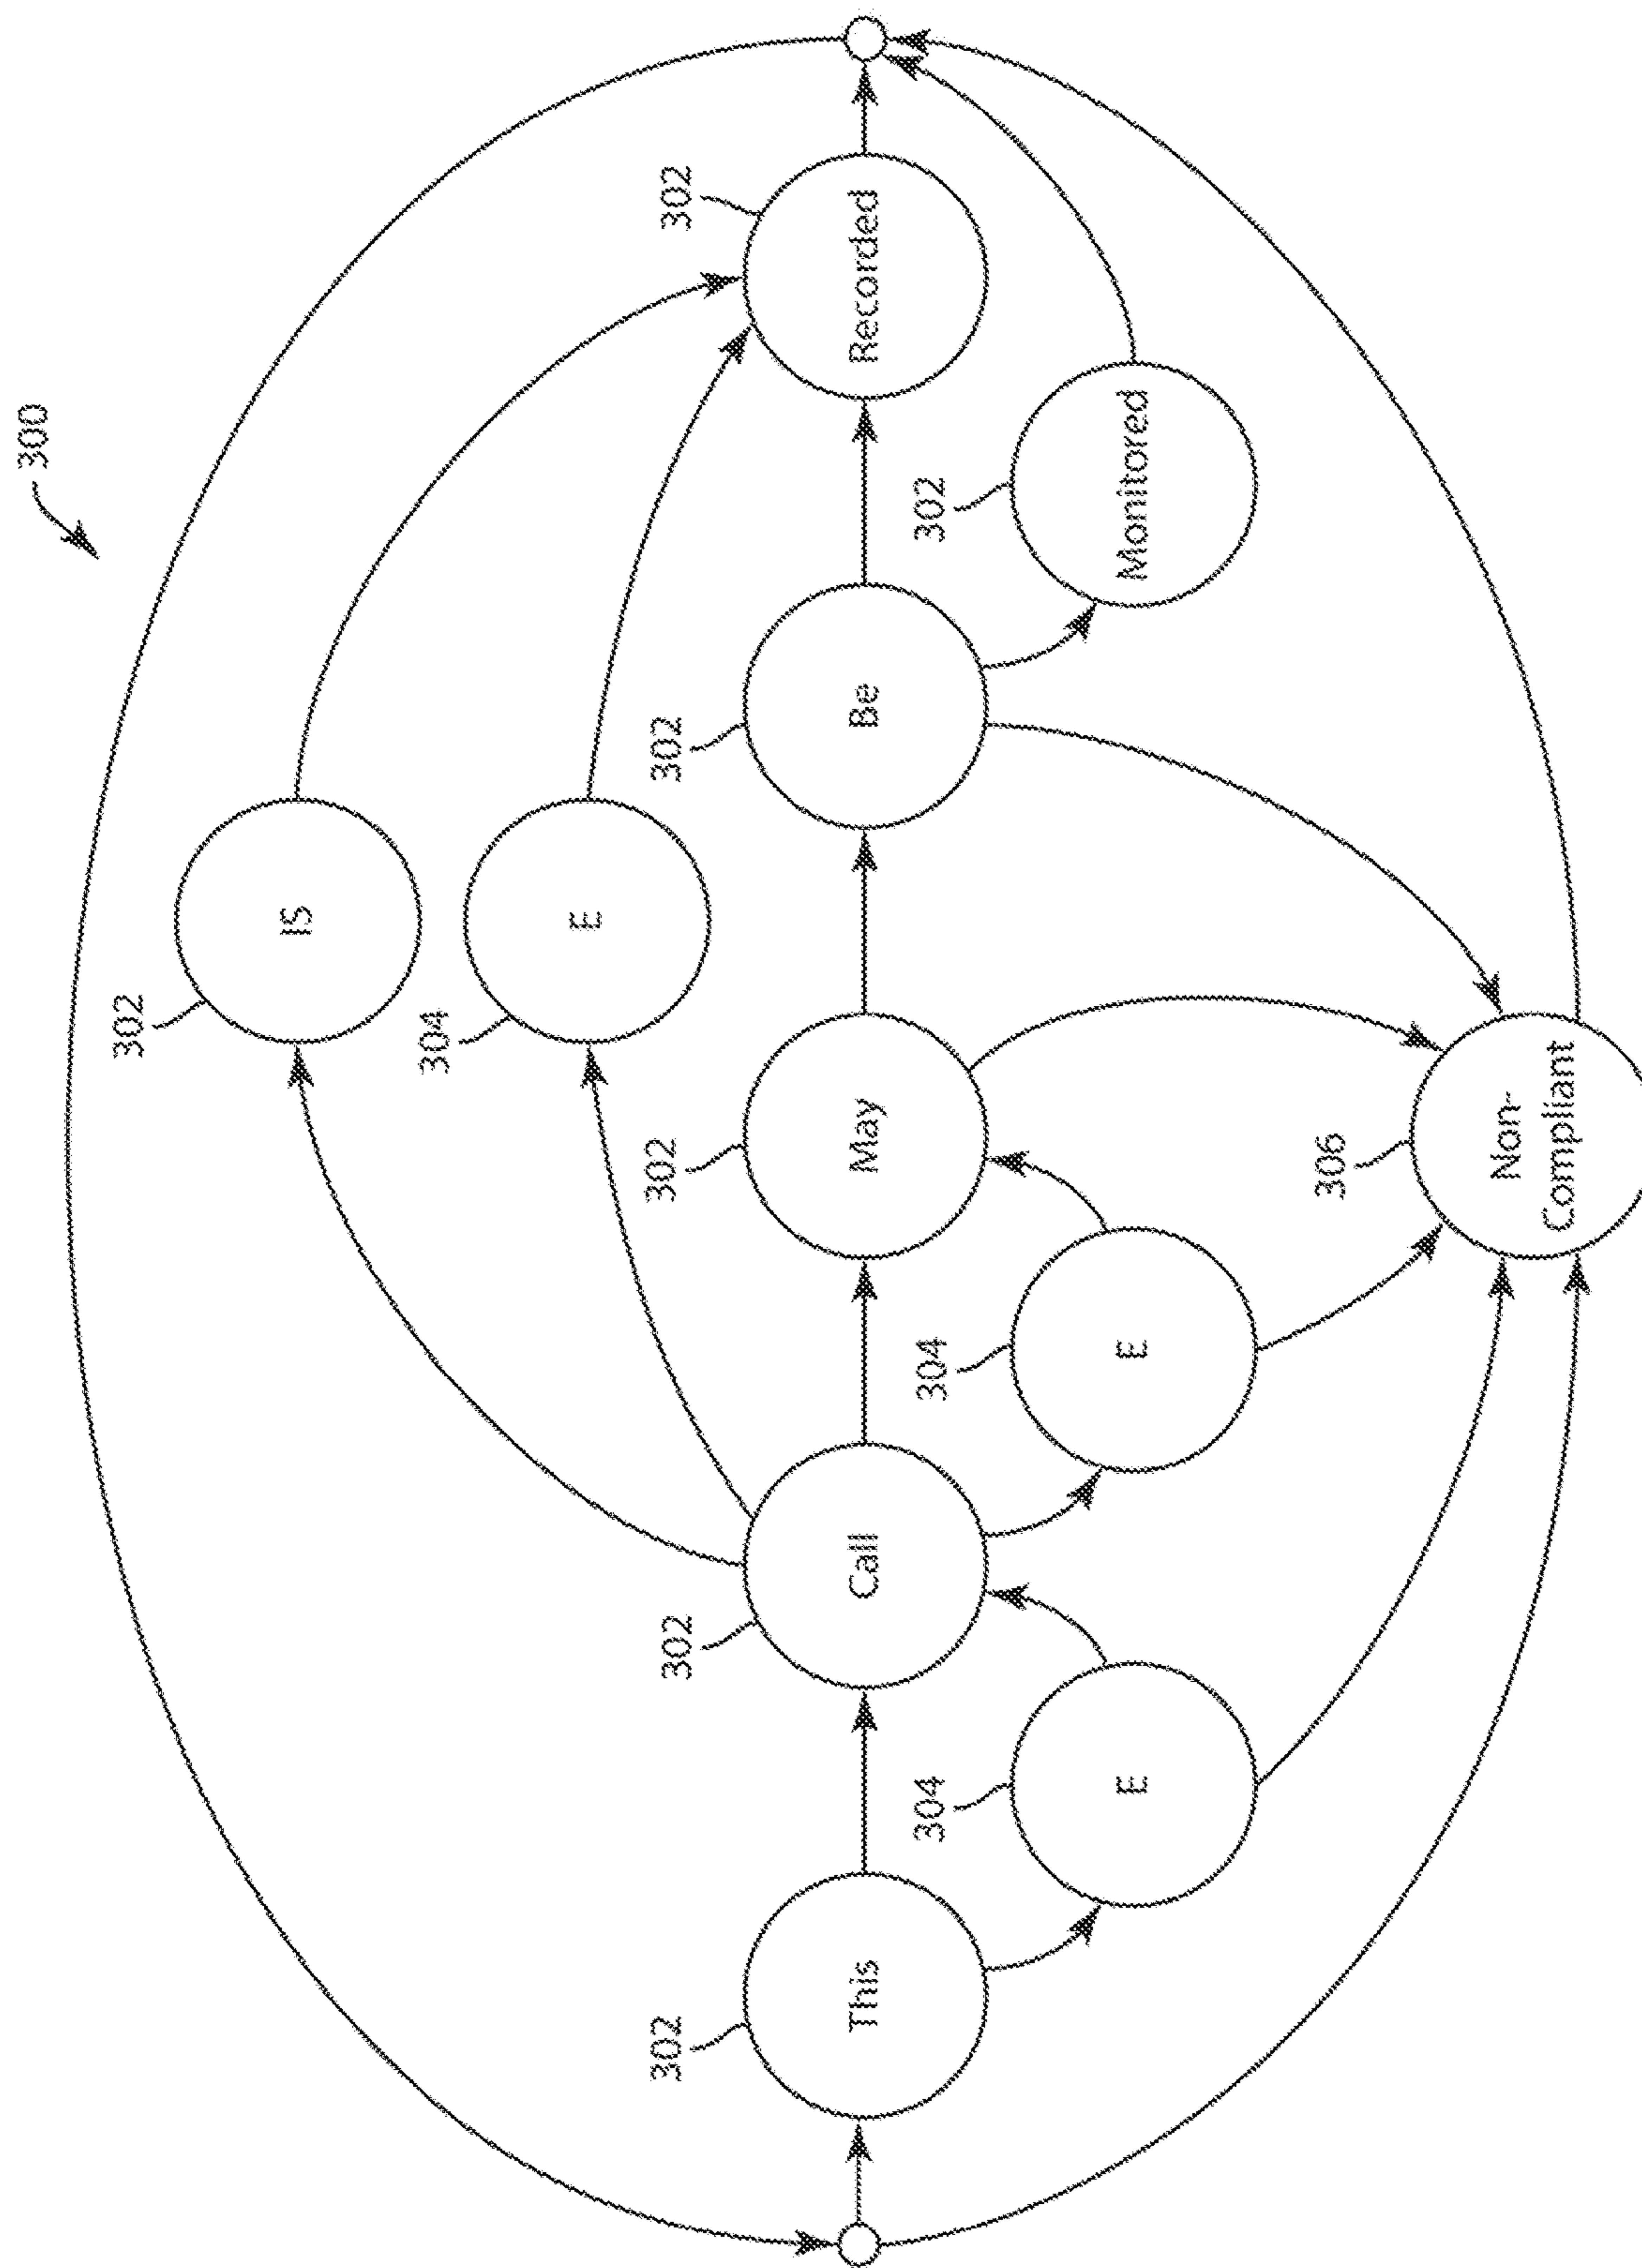 300
302
IS
304
E
302
302
302
302
302
This
Call
May
Be
Recorded
304
304
302
E
E
Monitored
306
Non-
Compliant